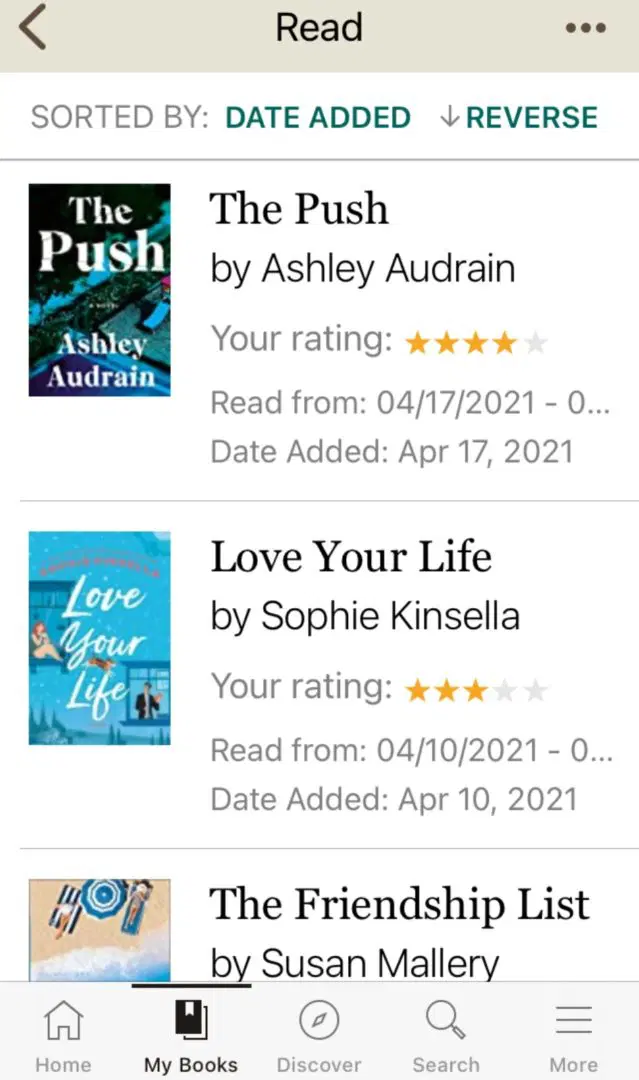 Read
SORTED BY: DATE ADDED ↓ REVERSE
The
Push
A NOVEL
Ashley
Audrain
The Push
by Ashley Audrain
Your rating:
Read from: 04/17/2021 - 0...
Date Added: Apr 17, 2021
Love
Your
Life
Love Your Life
by Sophie Kinsella
Your rating:
Read from: 04/10/2021 - 0...
Date Added: Apr 10, 2021
The Friendship List
by Susan Mallery
Home
My Books
Discover
Search
More